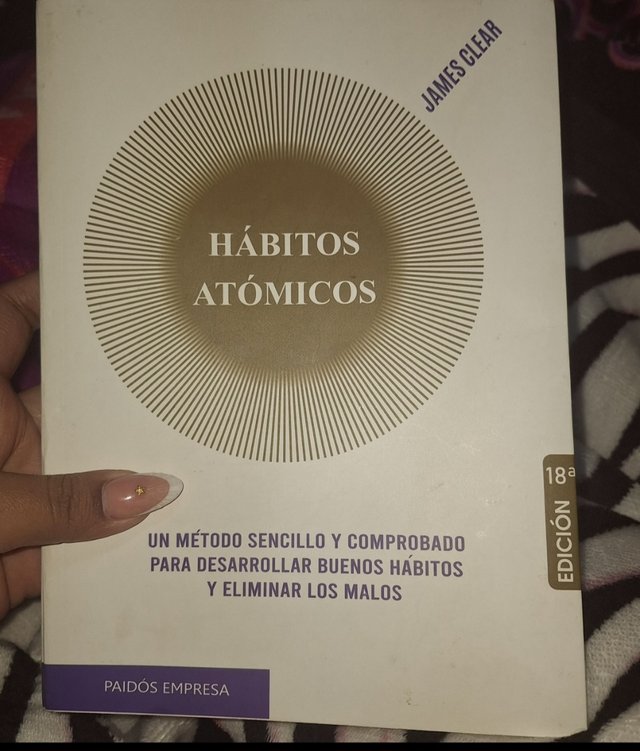 JAMES CLEAR
HÁBITOS
ATÓMICOS
UN MÉTODO SENCILLO Y COMPROBADO
PARA DESARROLLAR BUENOS HÁBITOS
Y ELIMINAR LOS MALOS
18ª
EDICIÓN
PAIDÓS EMPRESA